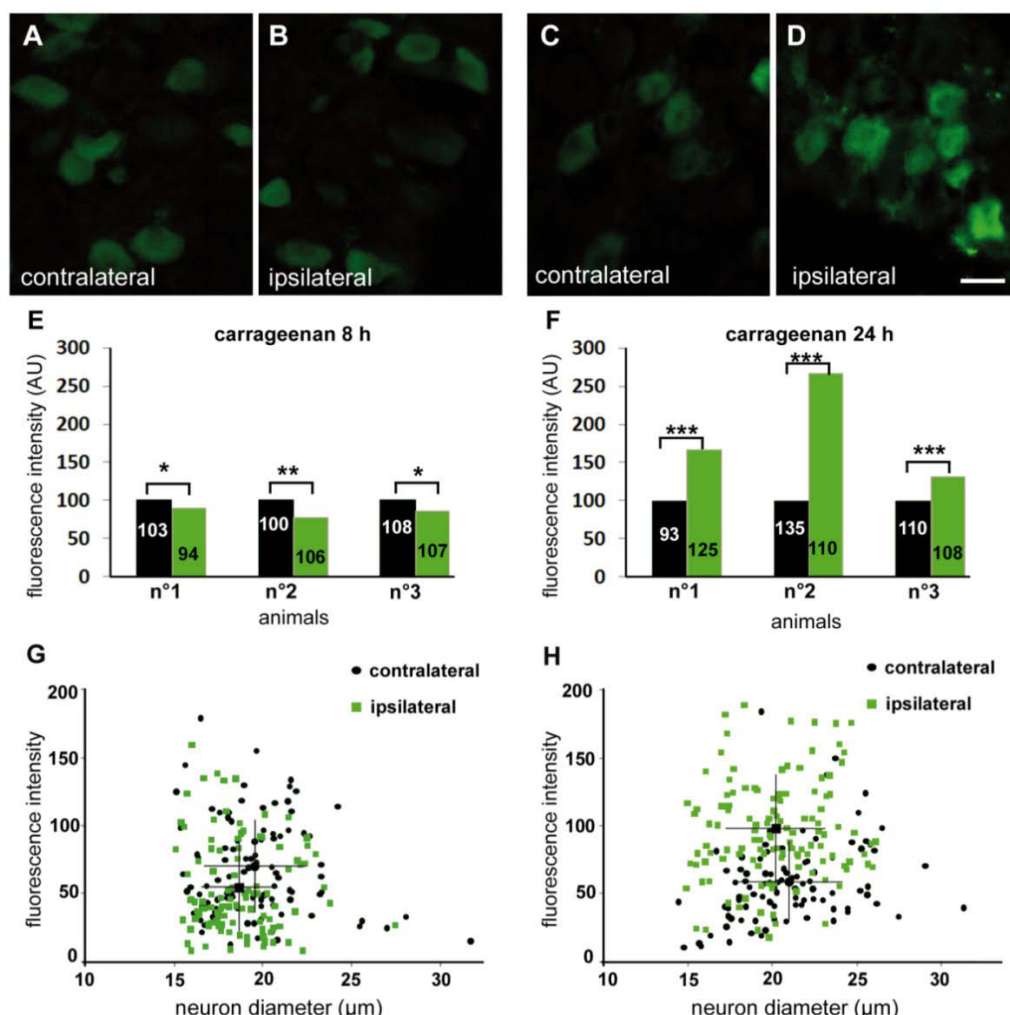 A
B
C
D
contralateral
ipsilateral
contralateral
ipsilateral
E
carrageenan 8 h
fluorescence intensity (AU)
300
250
200
150
100
50
0
*
**
*
103
94
100
106
108
107
n°1
n°2
n°3
animals
F
carrageenan 24 h
fluorescence intensity (AU)
300
250
200
150
100
50
0
***
***
***
93
125
135
110
110
108
n°1
n°2
n°3
animals
G
contralateral
ipsilateral
fluorescence intensity
200
150
100
50
0
10
15
20
25
30
neuron diameter (µm)
H
contralateral
ipsilateral
fluorescence intensity
200
150
100
50
0
10
15
20
25
30
neuron diameter (µm)